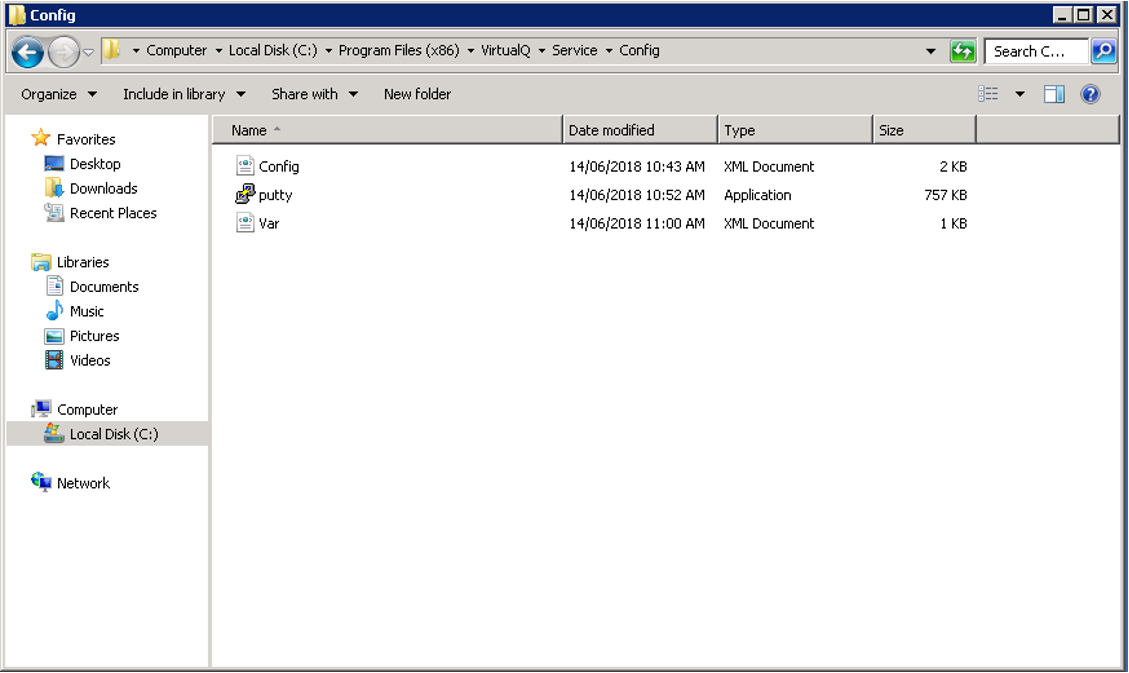 Config
Computer Local Disk (C:) Program Files (x86) VirtualQ Service Config Search C...
Organize Include in library Share with New folder
Name Date modified Type Size
Favorites
Desktop
Downloads
Recent Places
Libraries
Documents
Music
Pictures
Videos
Computer
Local Disk (C:)
Network
Config 14/06/2018 10:43 AM XML Document 2 KB
putty 14/06/2018 10:52 AM Application 757 KB
Var 14/06/2018 11:00 AM XML Document 1 KB